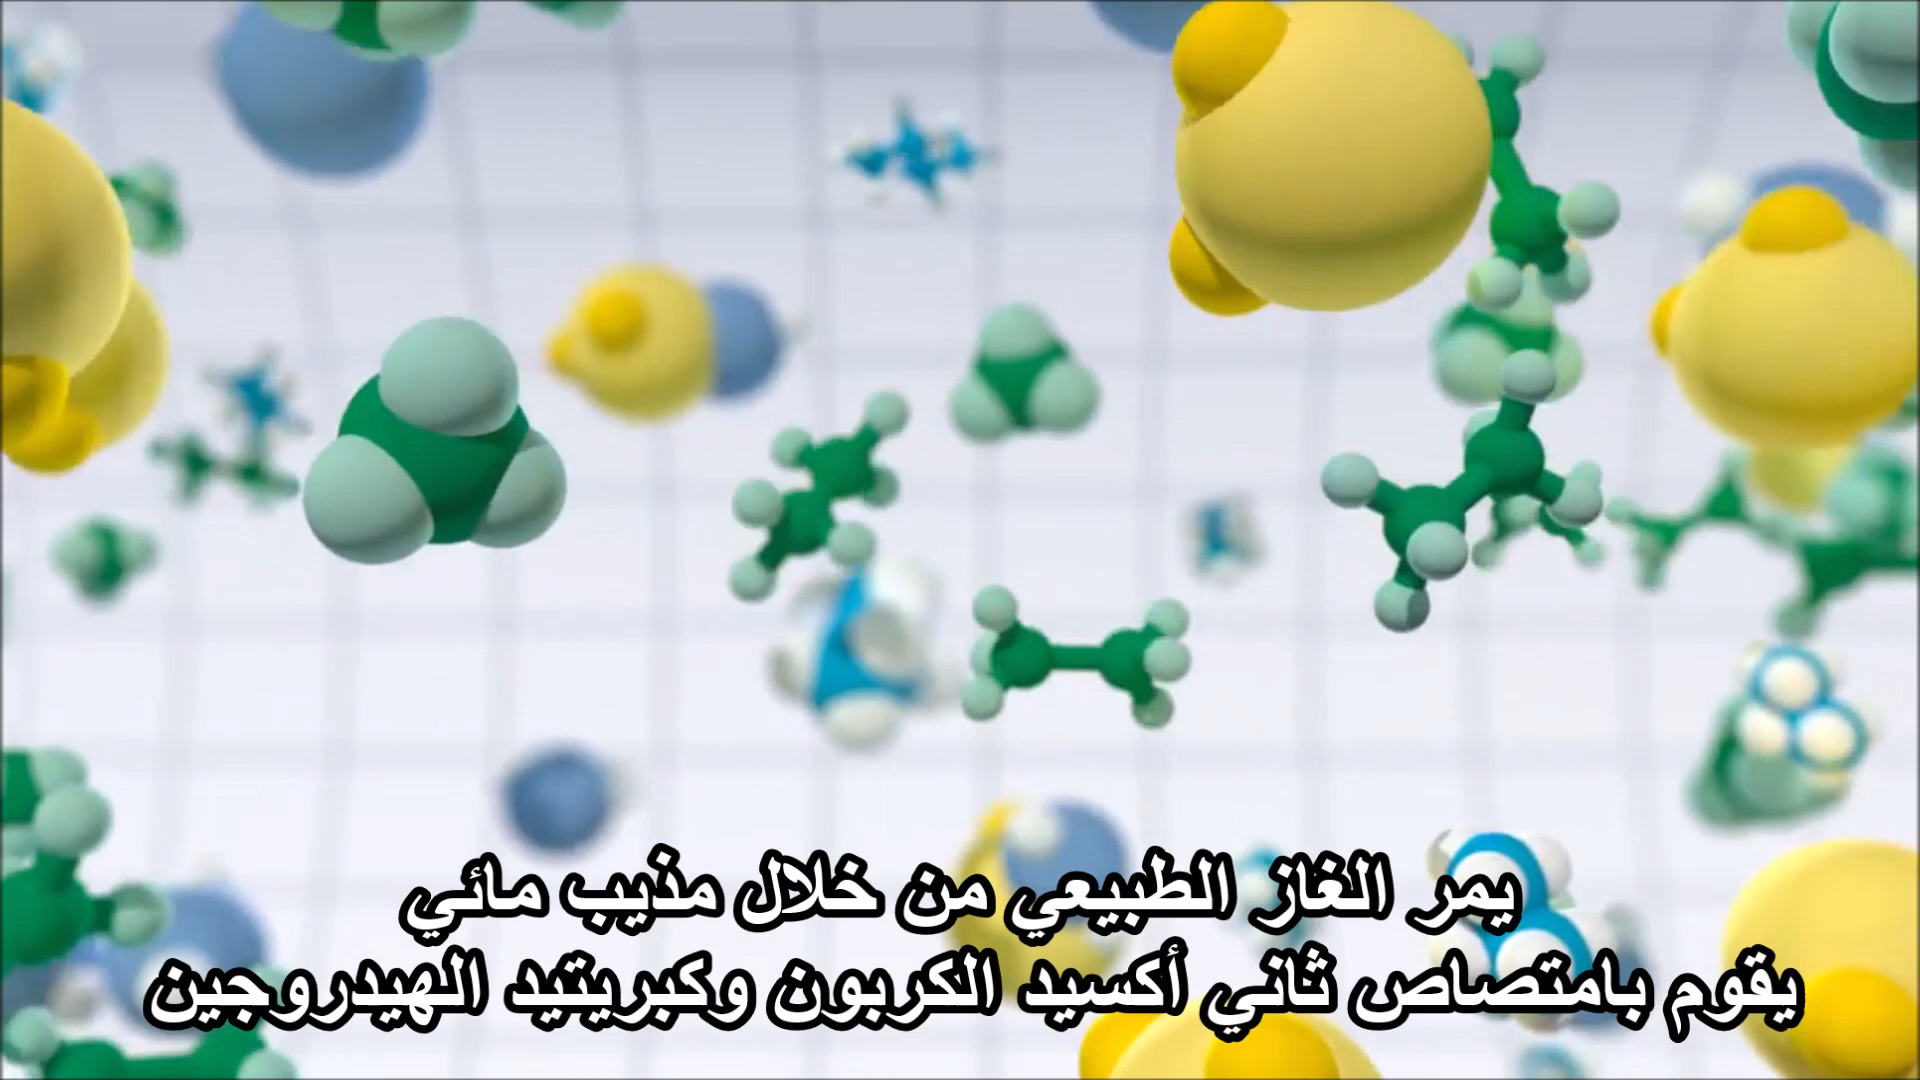 يمر الغاز الطبيعي من خلال مذيب مائي
يقوم بامتصاص ثاني أكسيد الكربون وكبريتيد الهيدروجين